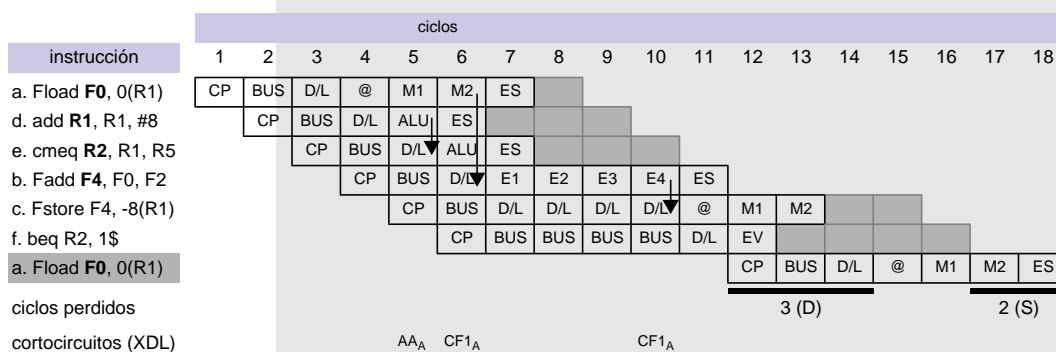 ciclos
instrucción 1 2 3 4 5 6 7 8 9 10 11 12 13 14 15 16 17 18
a. Fload F0, 0(R1) CP BUS D/L @ M1 M2 ES
d. add R1, R1, #8 CP BUS D/L ALU ES
e. cmeq R2, R1, R5 CP BUS D/L ALU ES
b. Fadd F4, F0, F2 CP BUS D/L E1 E2 E3 E4 ES
c. Fstore F4, -8(R1) CP BUS D/L D/L D/L D/L @ M1 M2
f. beq R2, 1$ CP BUS BUS BUS BUS D/L EV
a. Fload F0, 0(R1) CP BUS D/L @ M1 M2 ES
ciclos perdidos 3 (D) 2 (S)
cortocircuitos (XDL) AAA CF1A CF1A